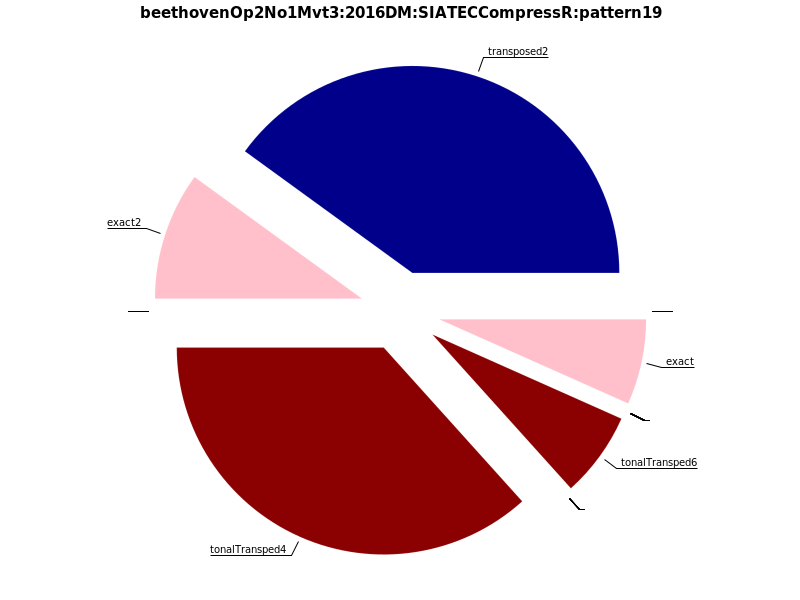 beethovenOp2No1Mvt3:2016DM:SIATECCompressR:pattern19
transposed2
exact2
exact
tonalTransped6
tonalTransped4